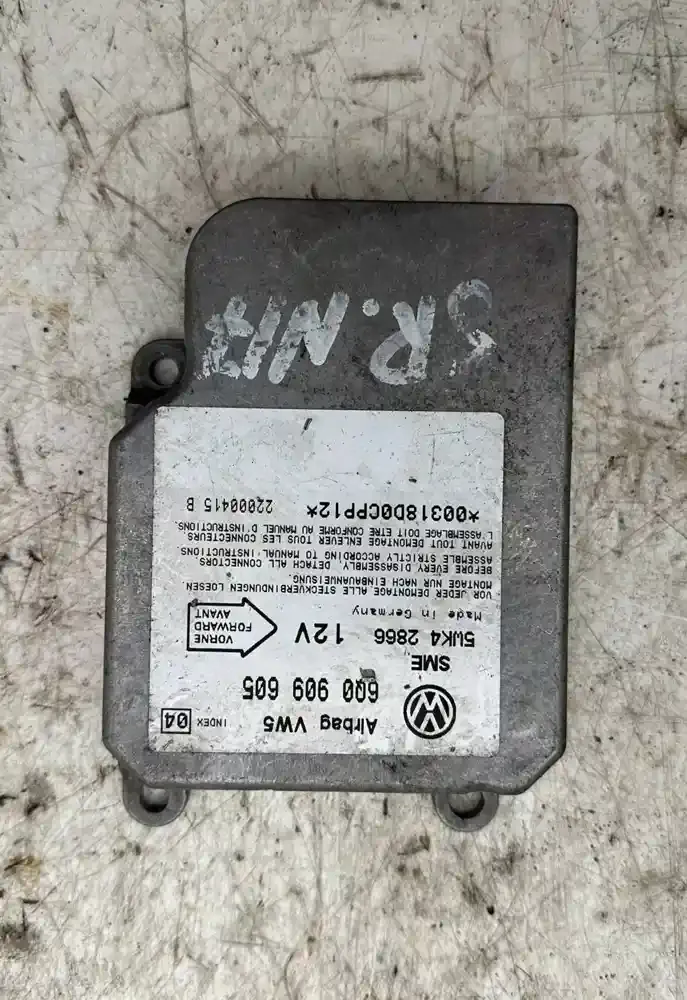 Airbag VW5 INDEX 04
6Q0 909 605
SME
5WK4 2866 12V
VORNE
FORWARD
AVANT
Made in Germany
VOR JEDER DEMONTAGE ALLE STECKVERBINDUNGEN LOESEN.
MONTAGE NUR NACH EINBAUANWEISUNG.
BEFORE EVERY DISASSEMBLY, DETACH ALL CONNECTORS
ASSEMBLE STRICTLY ACCORDING TO MANUAL INSTRUCTIONS
AVANT TOUT DEMONTAGE ENLEVER TOUS LES CONNECTEURS.
L'ASSEMBLAGE DOIT ETRE CONFORME AU MANUEL D'INSTRUCTIONS.
*00318D0CPP12* 22000415 B